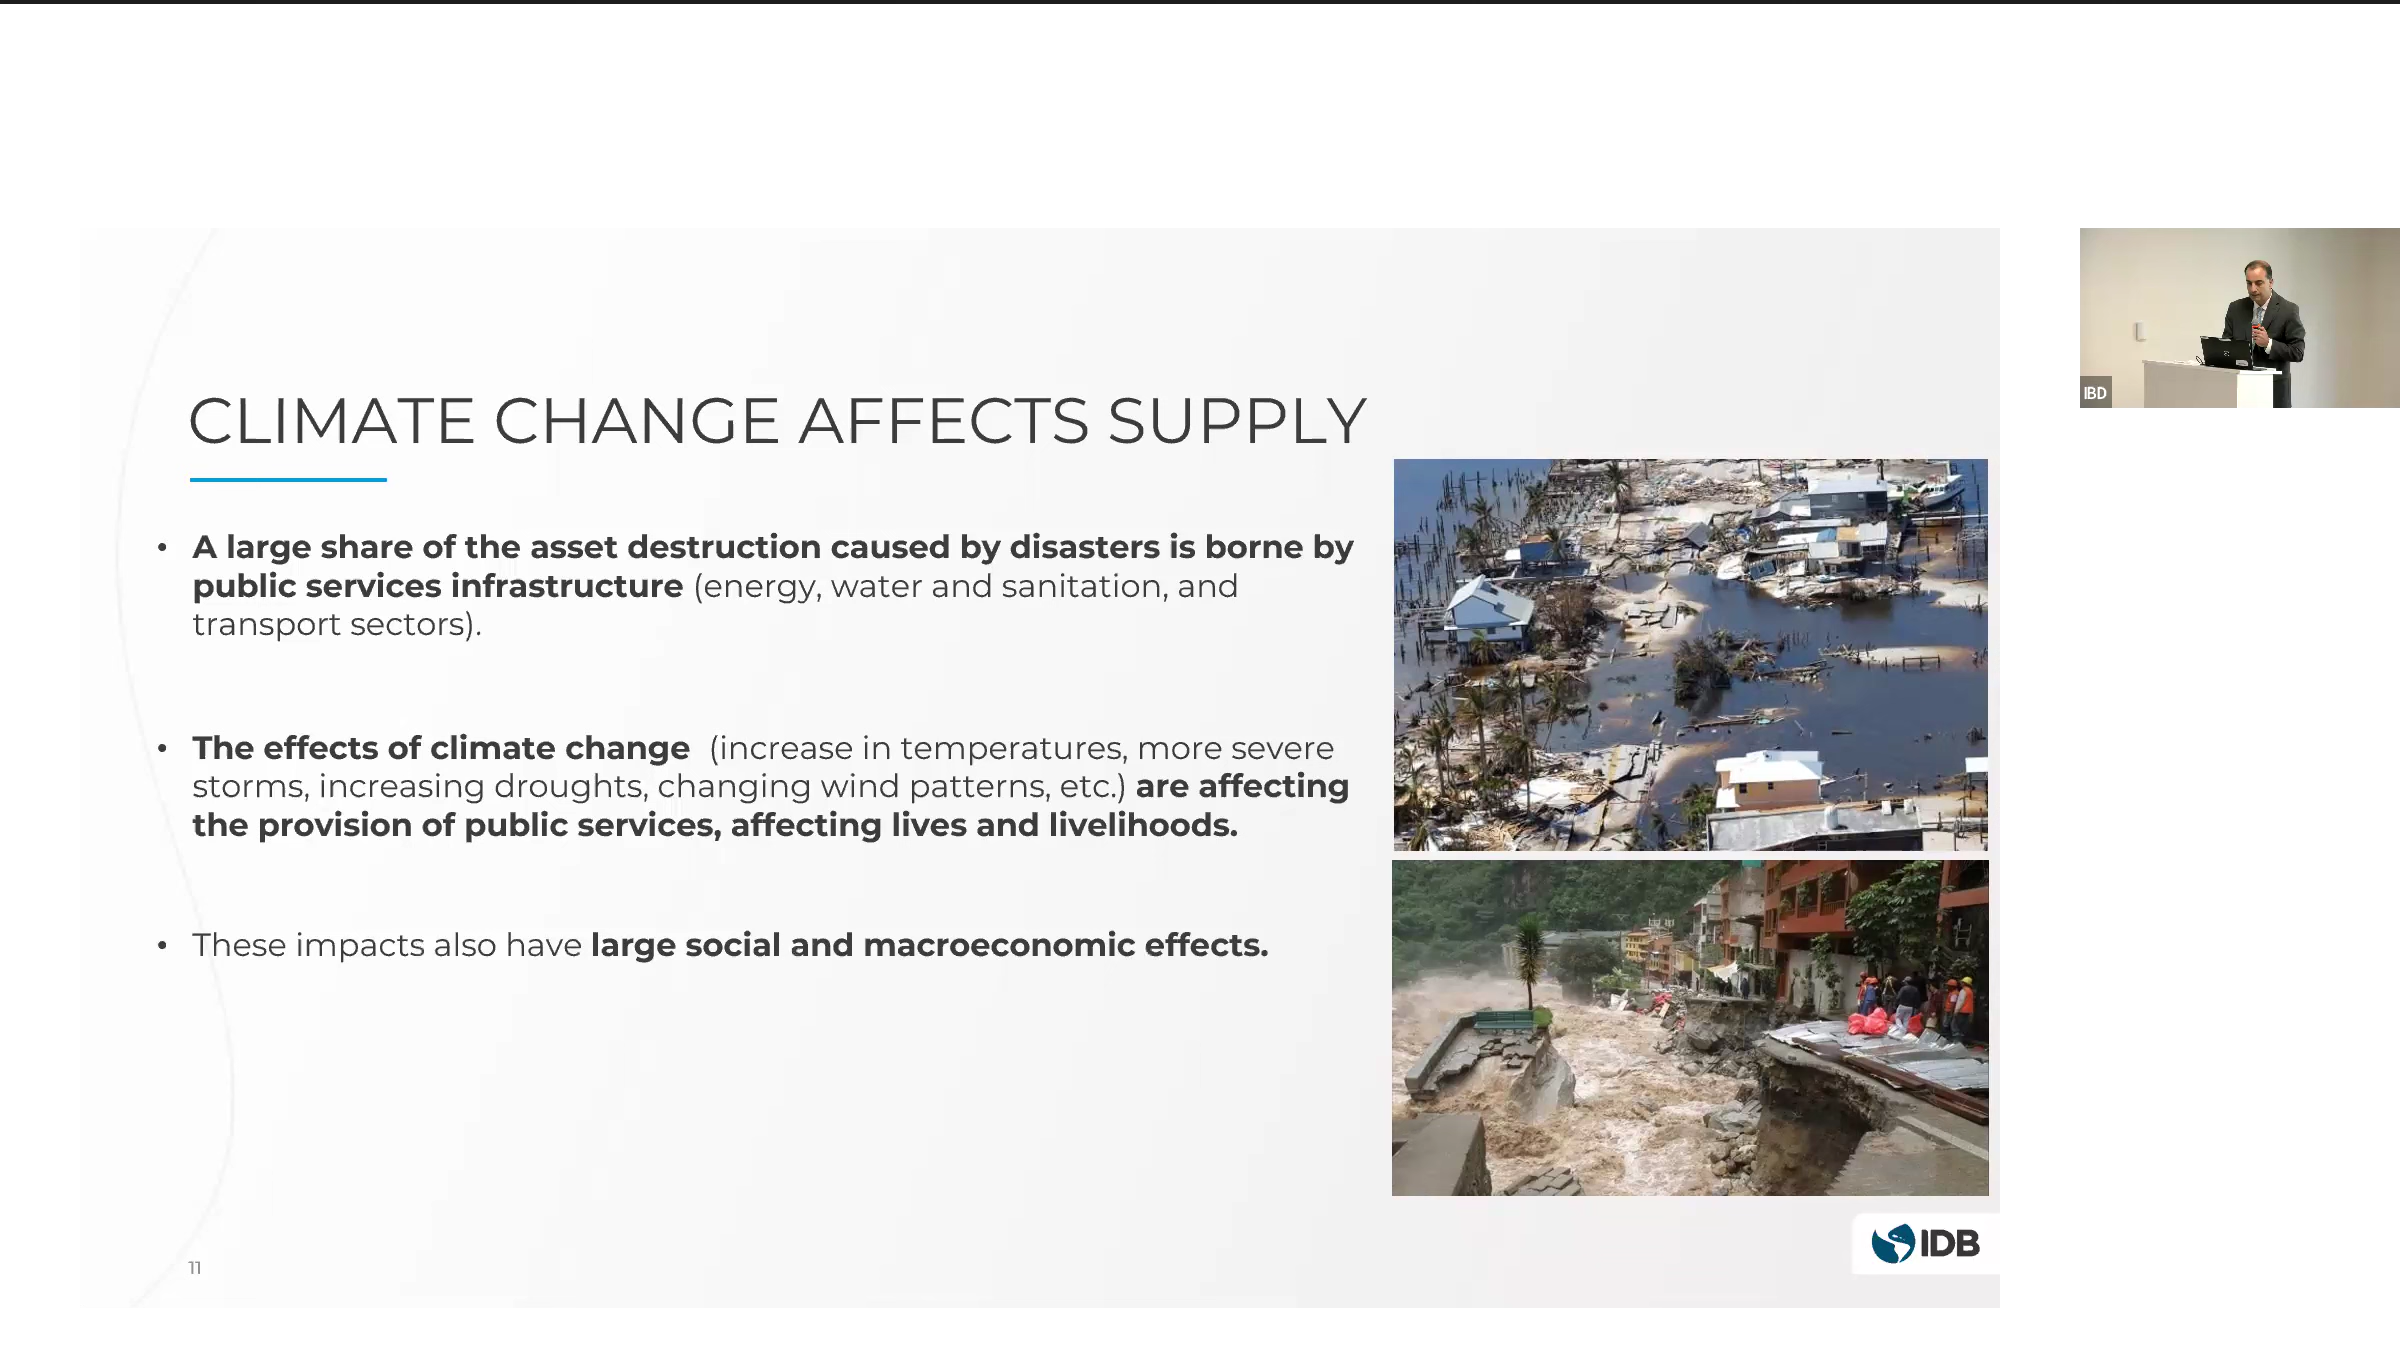 CLIMATE CHANGE AFFECTS SUPPLY
• A large share of the asset destruction caused by disasters is borne by
public services infrastructure (energy, water and sanitation, and
transport sectors).
• The effects of climate change (increase in temperatures, more severe
storms, increasing droughts, changing wind patterns, etc.) are affecting
the provision of public services, affecting lives and livelihoods.
• These impacts also have large social and macroeconomic effects.
11
IDB
IBD